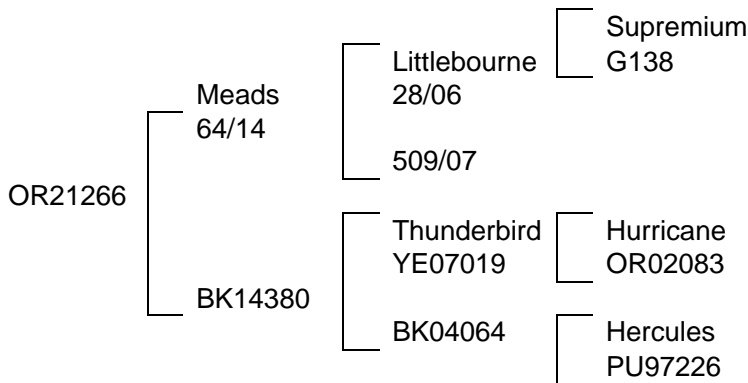 Supremium
G138
Littlebourne
28/06
Meads
64/14
509/07
OR21266
Thunderbird
YE07019
Hurricane
OR02083
BK14380
BK04064
Hercules
PU97226